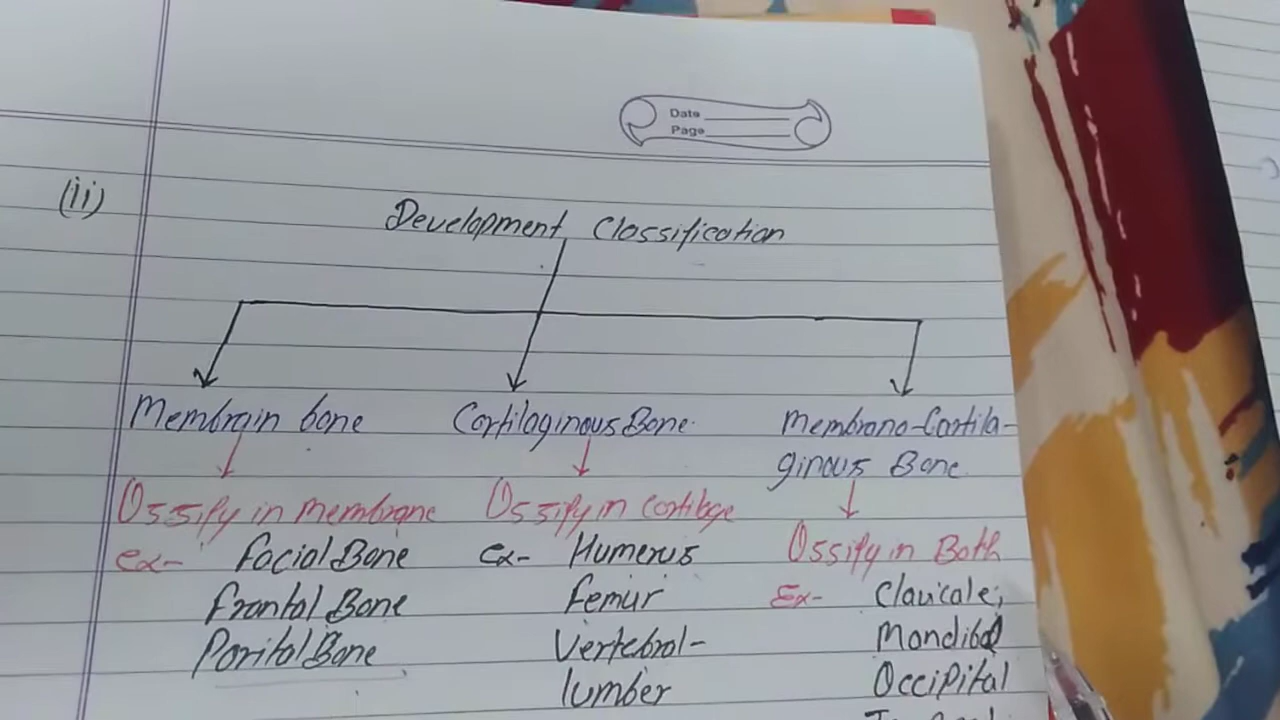 Date
Page
(ii)
Development Classification
Membrain bone
Cartilaginous Bone
Membrano-Cartila-
ginous Bone
Ossify in membrane
ex- Facial Bone
Frontal Bone
Parital Bone
Ossify in Cartilage
ex- Humerus
Femur
Vertebral-
lumber
Ossify in Both
Ex- Clavicale,
Mandibal
Occipital